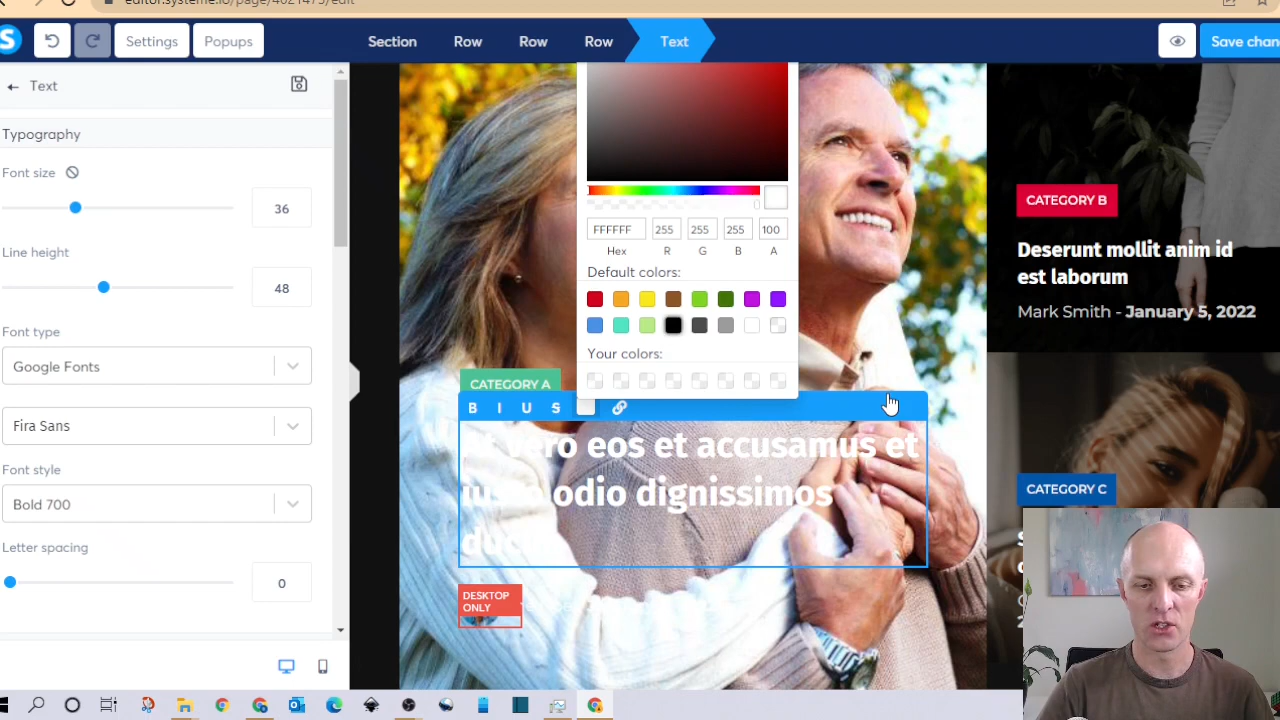 editor.systeme.io/page/4021475/edit
S
Settings
Popups
Section
Row
Row
Row
Text
Save chan
Text
Typography
Font size
36
Line height
48
Font type
Google Fonts
Fira Sans
Font style
Bold 700
Letter spacing
0
FFFFFF
255
255
255
100
Hex
R
G
B
A
Default colors:
Your colors:
CATEGORY A
B I U S
vero eos et accusamus et
odio dignissimos
DESKTOP
ONLY
CATEGORY B
Deserunt mollit anim id
est laborum
Mark Smith - January 5, 2022
CATEGORY C